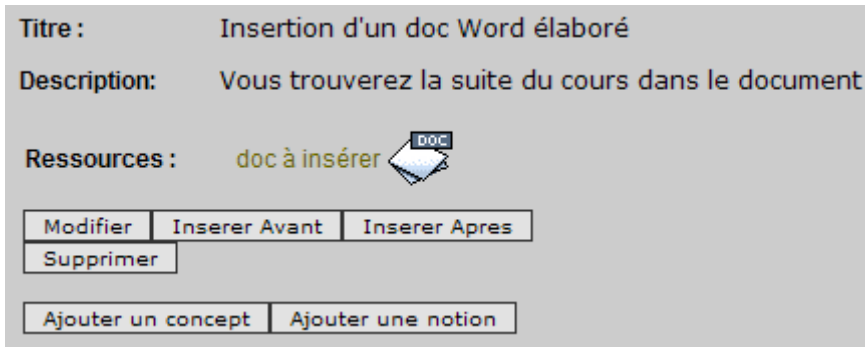 Titre : Insertion d'un doc Word élaboré
Description: Vous trouverez la suite du cours dans le document
Ressources : doc à insérer DOC
Modifier Inserer Avant Inserer Apres
Supprimer
Ajouter un concept Ajouter une notion